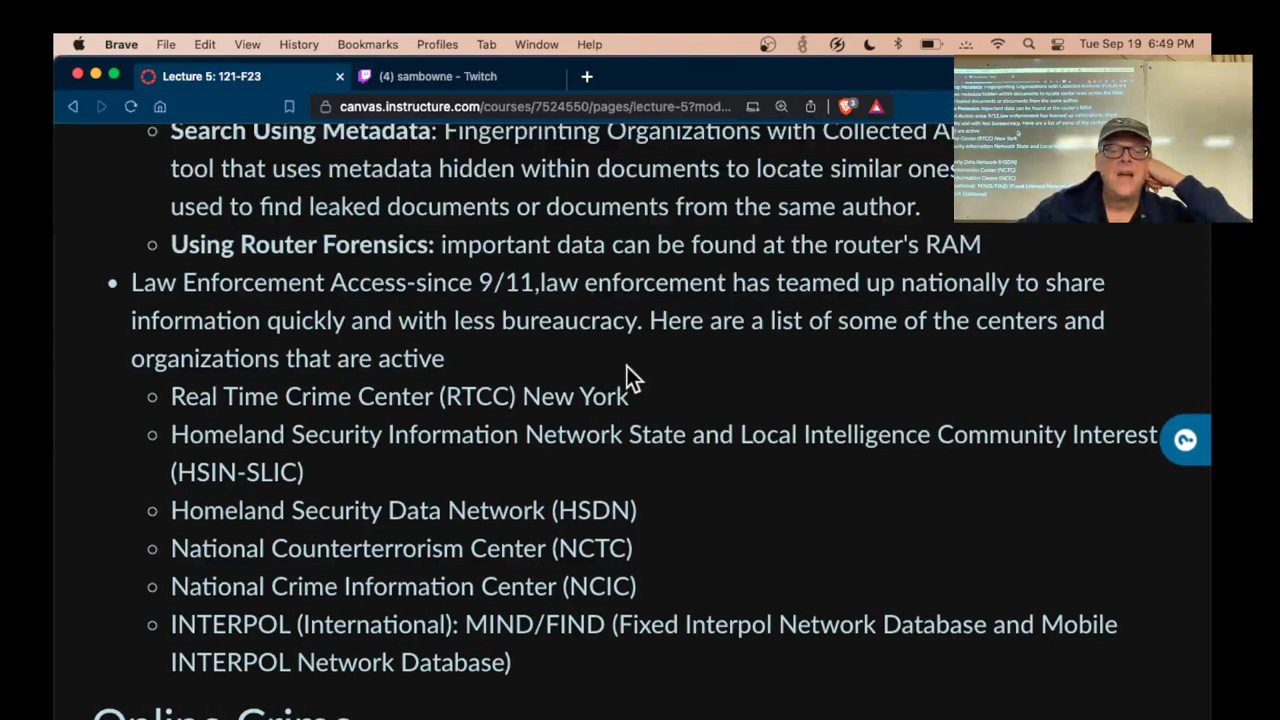 Brave File Edit View History Bookmarks Profiles Tab Window Help Tue Sep 19 6:49 PM
Lecture 5: 121-F23 (4) sambowne - Twitch
canvas.instructure.com/courses/7524550/pages/lecture-5?mod...
Search Using Metadata: Fingerprinting Organizations with Collected
tool that uses metadata hidden within documents to locate similar ones
used to find leaked documents or documents from the same author.
Using Router Forensics: important data can be found at the router's RAM
Law Enforcement Access-since 9/11,law enforcement has teamed up nationally to share
information quickly and with less bureaucracy. Here are a list of some of the centers and
organizations that are active
Real Time Crime Center (RTCC) New York
Homeland Security Information Network State and Local Intelligence Community Interest
(HSIN-SLIC)
Homeland Security Data Network (HSDN)
National Counterterrorism Center (NCTC)
National Crime Information Center (NCIC)
INTERPOL (International): MIND/FIND (Fixed Interpol Network Database and Mobile
INTERPOL Network Database)
Online Crime